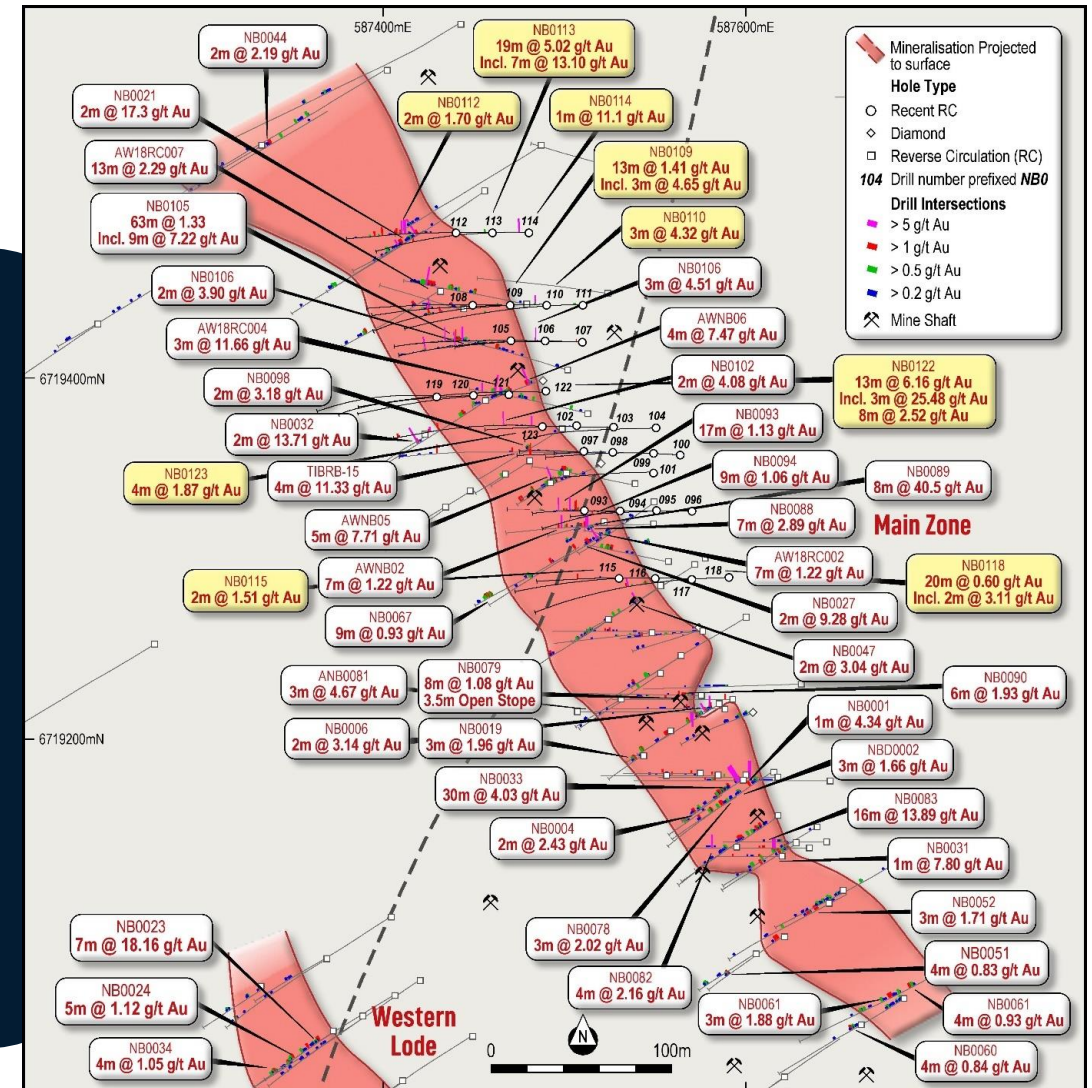 587400mE
587600mE
NB0044
2m @ 2.19 g/t Au
NB0113
19m @ 5.02 g/t Au
Incl. 7m @ 13.10 g/t Au
Mineralisation Projected
to surface
Hole Type
Recent RC
Diamond
Reverse Circulation (RC)
104 Drill number prefixed NB0
Drill Intersections
> 5 g/t Au
> 1 g/t Au
> 0.5 g/t Au
> 0.2 g/t Au
Mine Shaft
NB0021
2m @ 17.3 g/t Au
NB0112
2m @ 1.70 g/t Au
NB0114
1m @ 11.1 g/t Au
AW18RC007
13m @ 2.29 g/t Au
NB0109
13m @ 1.41 g/t Au
Incl. 3m @ 4.65 g/t Au
NB0105
63m @ 1.33
Incl. 9m @ 7.22 g/t Au
NB0110
3m @ 4.32 g/t Au
112
113
114
NB0106
2m @ 3.90 g/t Au
NB0106
3m @ 4.51 g/t Au
108
109
110
111
AW18RC004
3m @ 11.66 g/t Au
AWNB06
4m @ 7.47 g/t Au
105
106
107
6719400mN
NB0098
2m @ 3.18 g/t Au
NB0102
2m @ 4.08 g/t Au
NB0122
13m @ 6.16 g/t Au
Incl. 3m @ 25.48 g/t Au
8m @ 2.52 g/t Au
119
120
121
122
NB0032
2m @ 13.71 g/t Au
NB0093
17m @ 1.13 g/t Au
102
103
104
123
097
098
099
100
101
NB0123
4m @ 1.87 g/t Au
TIBRB-15
4m @ 11.33 g/t Au
NB0094
9m @ 1.06 g/t Au
NB0089
8m @ 40.5 g/t Au
AWNB05
5m @ 7.71 g/t Au
093
094
095
096
NB0088
7m @ 2.89 g/t Au
Main Zone
NB0115
2m @ 1.51 g/t Au
AWNB02
7m @ 1.22 g/t Au
AW18RC002
7m @ 1.22 g/t Au
NB0118
20m @ 0.60 g/t Au
Incl. 2m @ 3.11 g/t Au
115
116
117
118
NB0067
9m @ 0.93 g/t Au
NB0027
2m @ 9.28 g/t Au
NB0047
2m @ 3.04 g/t Au
ANB0081
3m @ 4.67 g/t Au
NB0079
8m @ 1.08 g/t Au
3.5m Open Stope
NB0090
6m @ 1.93 g/t Au
NB0001
1m @ 4.34 g/t Au
6719200mN
NB0006
2m @ 3.14 g/t Au
NB0019
3m @ 1.96 g/t Au
NBD0002
3m @ 1.66 g/t Au
NB0033
30m @ 4.03 g/t Au
NB0083
16m @ 13.89 g/t Au
NB0004
2m @ 2.43 g/t Au
NB0031
1m @ 7.80 g/t Au
NB0023
7m @ 18.16 g/t Au
NB0078
3m @ 2.02 g/t Au
NB0052
3m @ 1.71 g/t Au
NB0051
4m @ 0.83 g/t Au
NB0024
5m @ 1.12 g/t Au
NB0082
4m @ 2.16 g/t Au
NB0061
3m @ 1.88 g/t Au
NB0061
4m @ 0.93 g/t Au
Western
Lode
N
NB0034
4m @ 1.05 g/t Au
0
100m
NB0060
4m @ 0.84 g/t Au